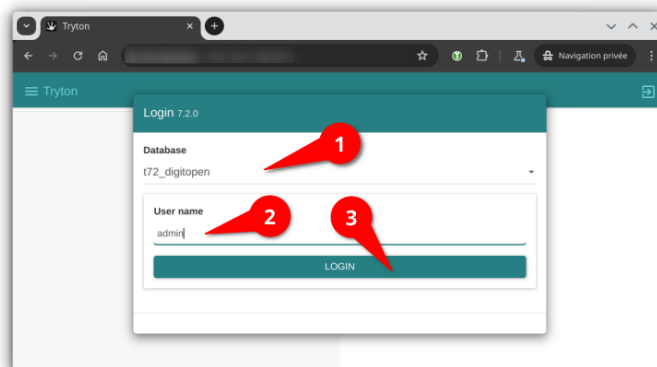 Tryton
Navigation privée
Tryton
Login 7.2.0
Database
1
t72_digitopen
User name
2
3
admin
LOGIN